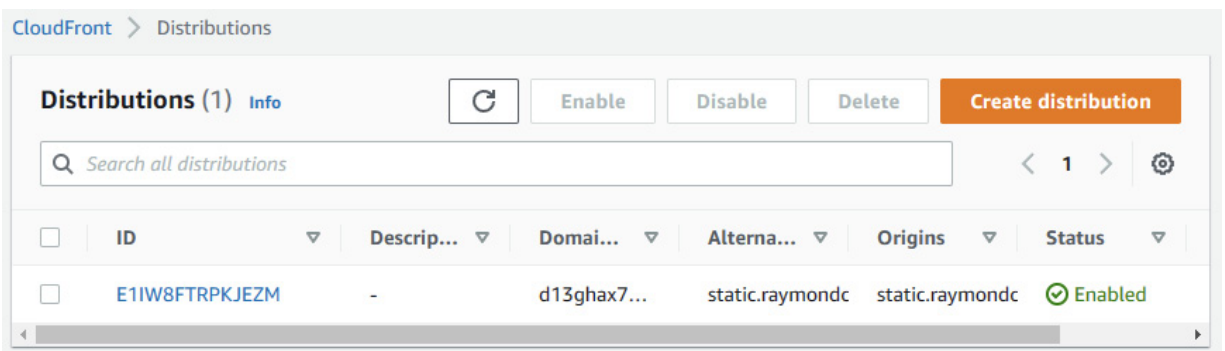 CloudFront > Distributions
Distributions (1) Info Enable Disable Delete Create distribution
Search all distributions < 1 >
ID Descrip... Domai... Alterna... Origins Status
E1IW8FTRPKJEZM - d13ghax7... static.raymondc static.raymondc Enabled